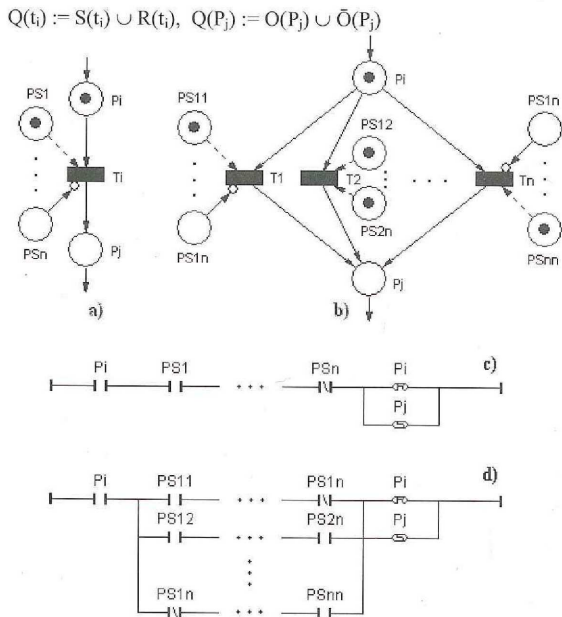 Q(tᵢ) := S(tᵢ) ∪ R(tᵢ), Q(Pⱼ) := O(Pⱼ) ∪ Ō(Pⱼ)
PS1 Pi
Ti
PSn Pj
a)
Pi
PS11 PS12 PS1n
T1 T2 Tn
PS1n PS2n PSnn
Pj
b)
c)
Pi PS1 PSn Pi
Pj
d)
Pi PS11 PS1n Pi
PS12 PS2n Pj
PS1n PSnn